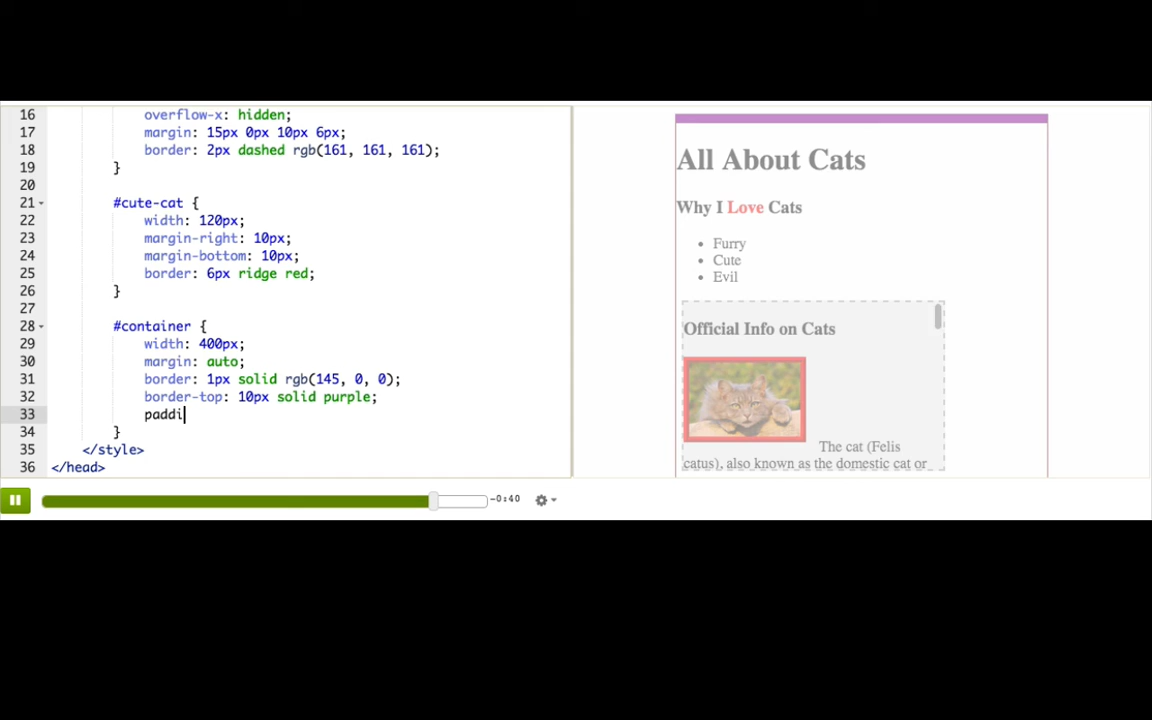 16 overflow-x: hidden;
17 margin: 15px 0px 10px 6px;
18 border: 2px dashed rgb(161, 161, 161);
19 }
20
21 #cute-cat {
22 width: 120px;
23 margin-right: 10px;
24 margin-bottom: 10px;
25 border: 6px ridge red;
26 }
27
28 #container {
29 width: 400px;
30 margin: auto;
31 border: 1px solid rgb(145, 0, 0);
32 border-top: 10px solid purple;
33 paddi
34 }
35 </style>
36 </head>
-0:40
All About Cats
Why I Love Cats
• Furry
• Cute
• Evil
Official Info on Cats
The cat (Felis
catus), also known as the domestic cat or